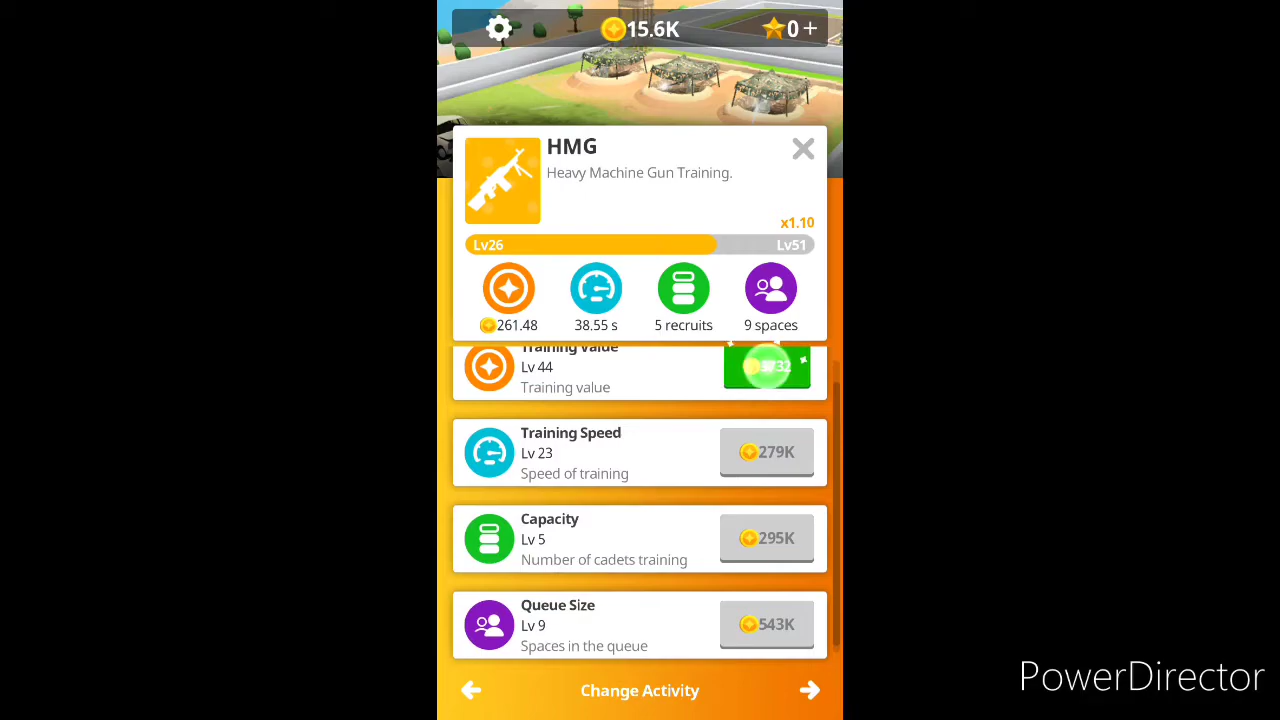 15.6K
0 +
HMG
Heavy Machine Gun Training.
x1.10
Lv26
Lv51
261.48
38.55 s
5 recruits
9 spaces
Training Value
Lv 44
Training value
Training Speed
Lv 23
279K
Speed of training
Capacity
Lv 5
295K
Number of cadets training
Queue Size
Lv 9
543K
Spaces in the queue
Change Activity
PowerDirector